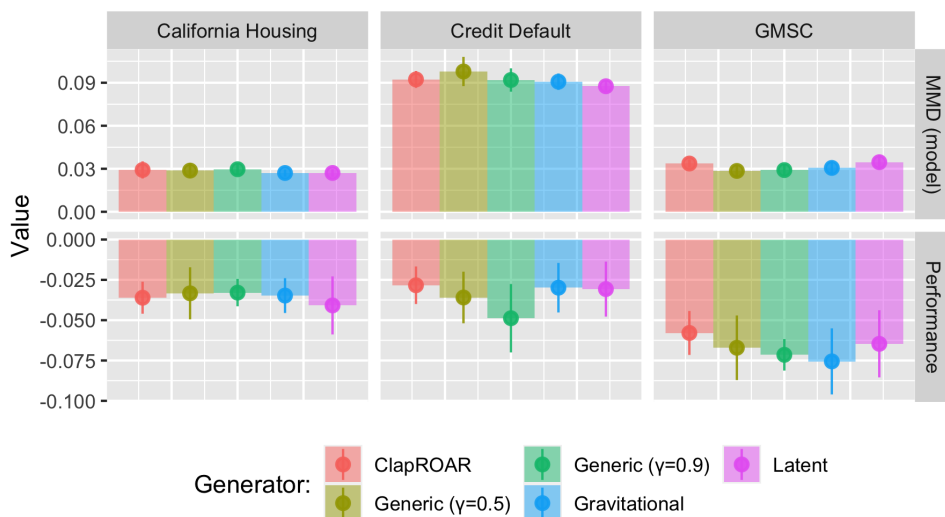 California Housing
Credit Default
GMSC
Value
0.09
0.06
0.03
0.00
MMD (model)
0.000
-0.025
-0.050
-0.075
-0.100
Performance
Generator:
ClapROAR
Generic (γ=0.5)
Generic (γ=0.9)
Gravitational
Latent